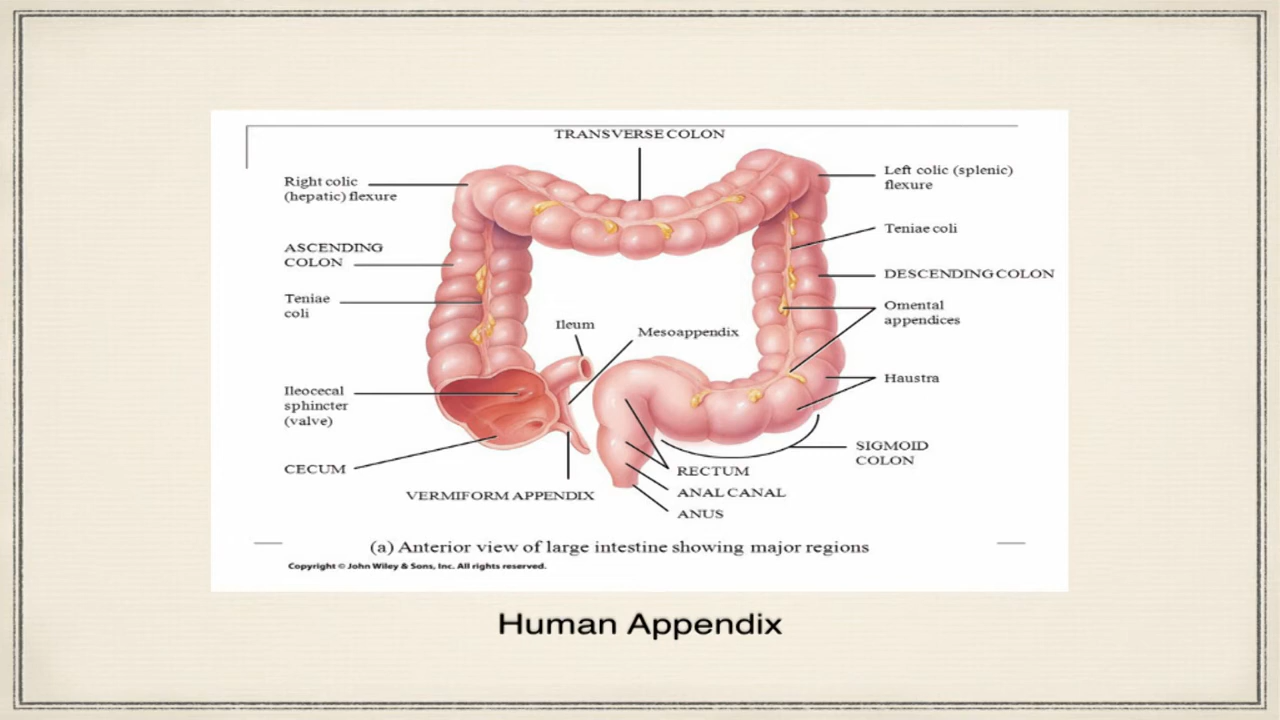 TRANSVERSE COLON
Right colic
(hepatic) flexure
Left colic (splenic)
flexure
Teniae coli
ASCENDING
COLON
DESCENDING COLON
Teniae
coli
Omental
appendices
Ileum
Mesoappendix
Haustra
Ileocecal
sphincter
(valve)
SIGMOID
COLON
CECUM
RECTUM
VERMIFORM APPENDIX
ANAL CANAL
ANUS
(a) Anterior view of large intestine showing major regions
Copyright © John Wiley & Sons, Inc. All rights reserved.
Human Appendix